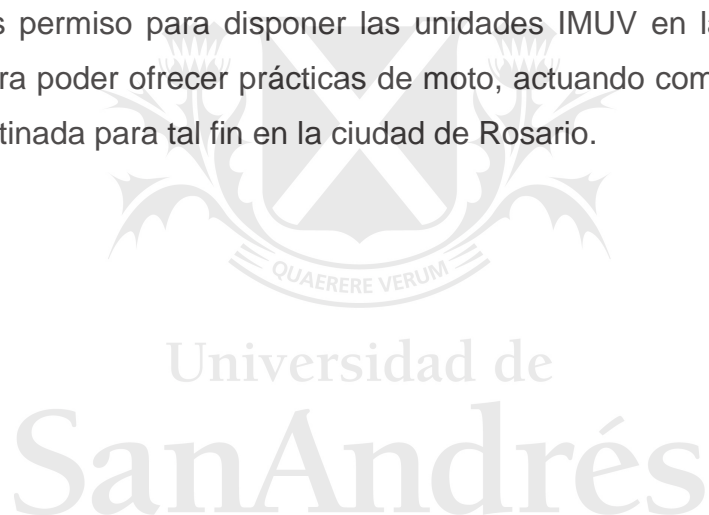 s permiso para disponer las unidades IMUV en la
ra poder ofrecer prácticas de moto, actuando com
tinada para tal fin en la ciudad de Rosario.
QUAERERE VERUM
Universidad de
SanAndrés